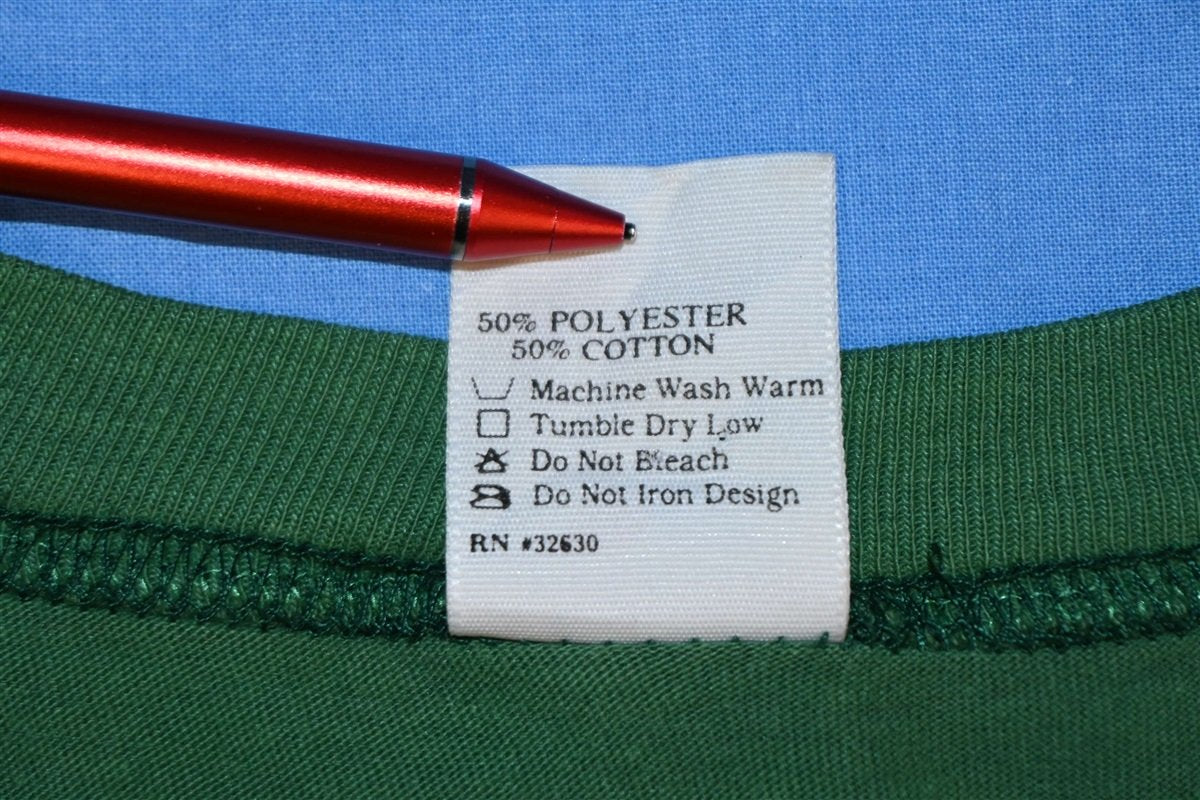 50% POLYESTER
50% COTTON
Machine Wash Warm
Tumble Dry Low
Do Not Bleach
Do Not Iron Design
RN #32630